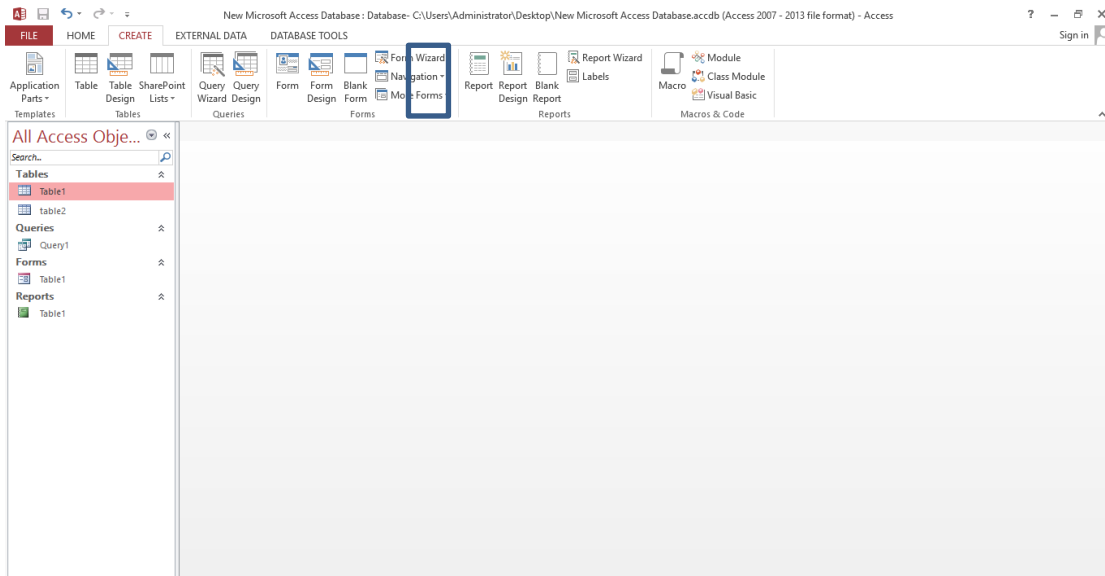 New Microsoft Access Database : Database- C:\Users\Administrator\Desktop\New Microsoft Access Database.accdb (Access 2007 - 2013 file format) - Access ?
FILE HOME CREATE EXTERNAL DATA DATABASE TOOLS Sign in
Application Parts
Table
Table Design
SharePoint Lists
Query Wizard
Query Design
Form
Form Design
Blank Form
Form Wizard
Navigation
More Forms
Report
Report Design
Blank Report
Report Wizard
Labels
Macro
Module
Class Module
Visual Basic
Templates Tables Queries Forms Reports Macros & Code
All Access Obje...
Search...
Tables
Table1
table2
Queries
Query1
Forms
Table1
Reports
Table1